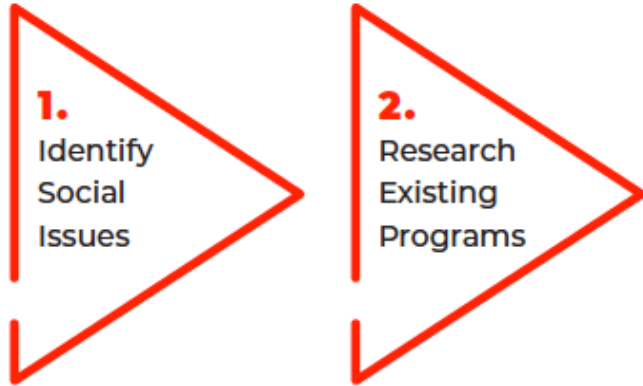 1.
Identify
Social
Issues
2.
Research
Existing
Programs